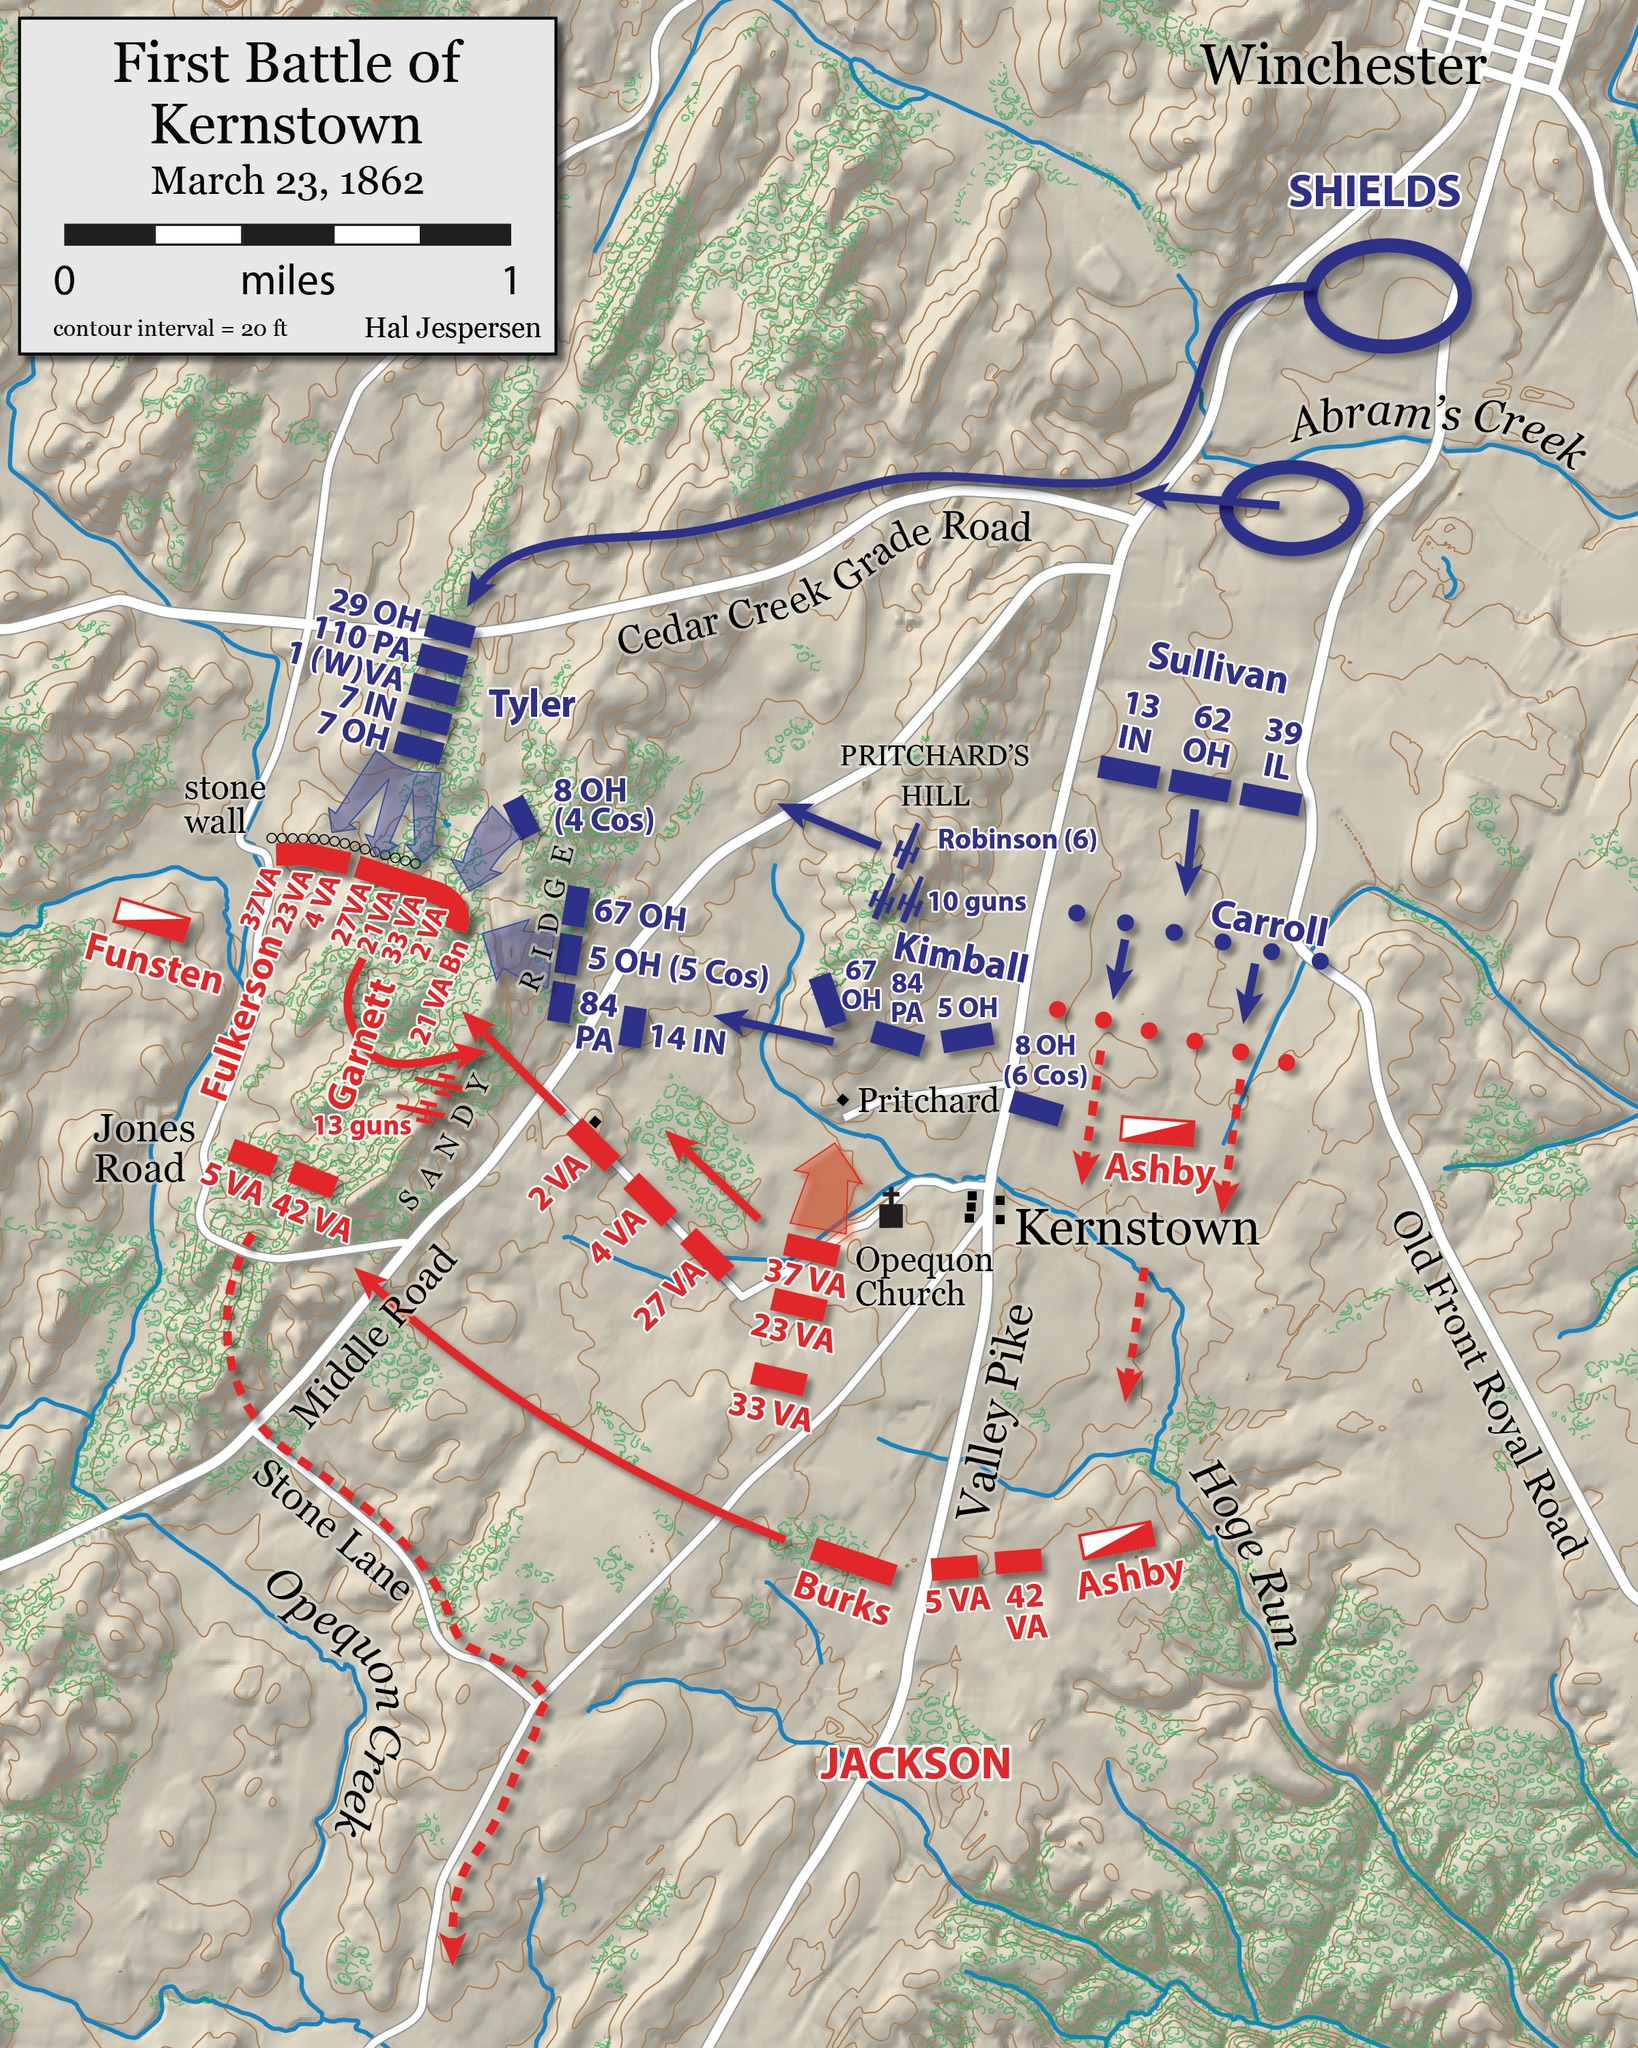 First Battle of
Kernstown
March 23, 1862
0 miles 1
contour interval = 20 ft Hal Jespersen
Winchester
SHIELDS
Abram's Creek
Cedar Creek Grade Road
29 OH
110 PA
1 (W)VA
7 IN
7 OH
Tyler
Sullivan
13
IN
62
OH
39
IL
stone
wall
8 OH
(4 Cos)
PRITCHARD'S
HILL
Robinson (6)
10 guns
Carroll
Kimball
67
OH
84
PA
5 OH
8 OH
(6 Cos)
67 OH
5 OH (5 Cos)
84
PA
14 IN
SANDY RIDGE
37VA
23VA
4 VA
27VA
21VA
33VA
2 VA
21 VA Bn
Funsten
Fulkerson
Garnett
13 guns
Jones
Road
5 VA
42 VA
Pritchard
Ashby
Kernstown
2 VA
4 VA
27 VA
37 VA
23 VA
33 VA
Opequon
Church
Middle Road
Stone Lane
Valley Pike
Old Front Royal Road
Hoge Run
Opequon Creek
Burks
5 VA
42
VA
Ashby
JACKSON